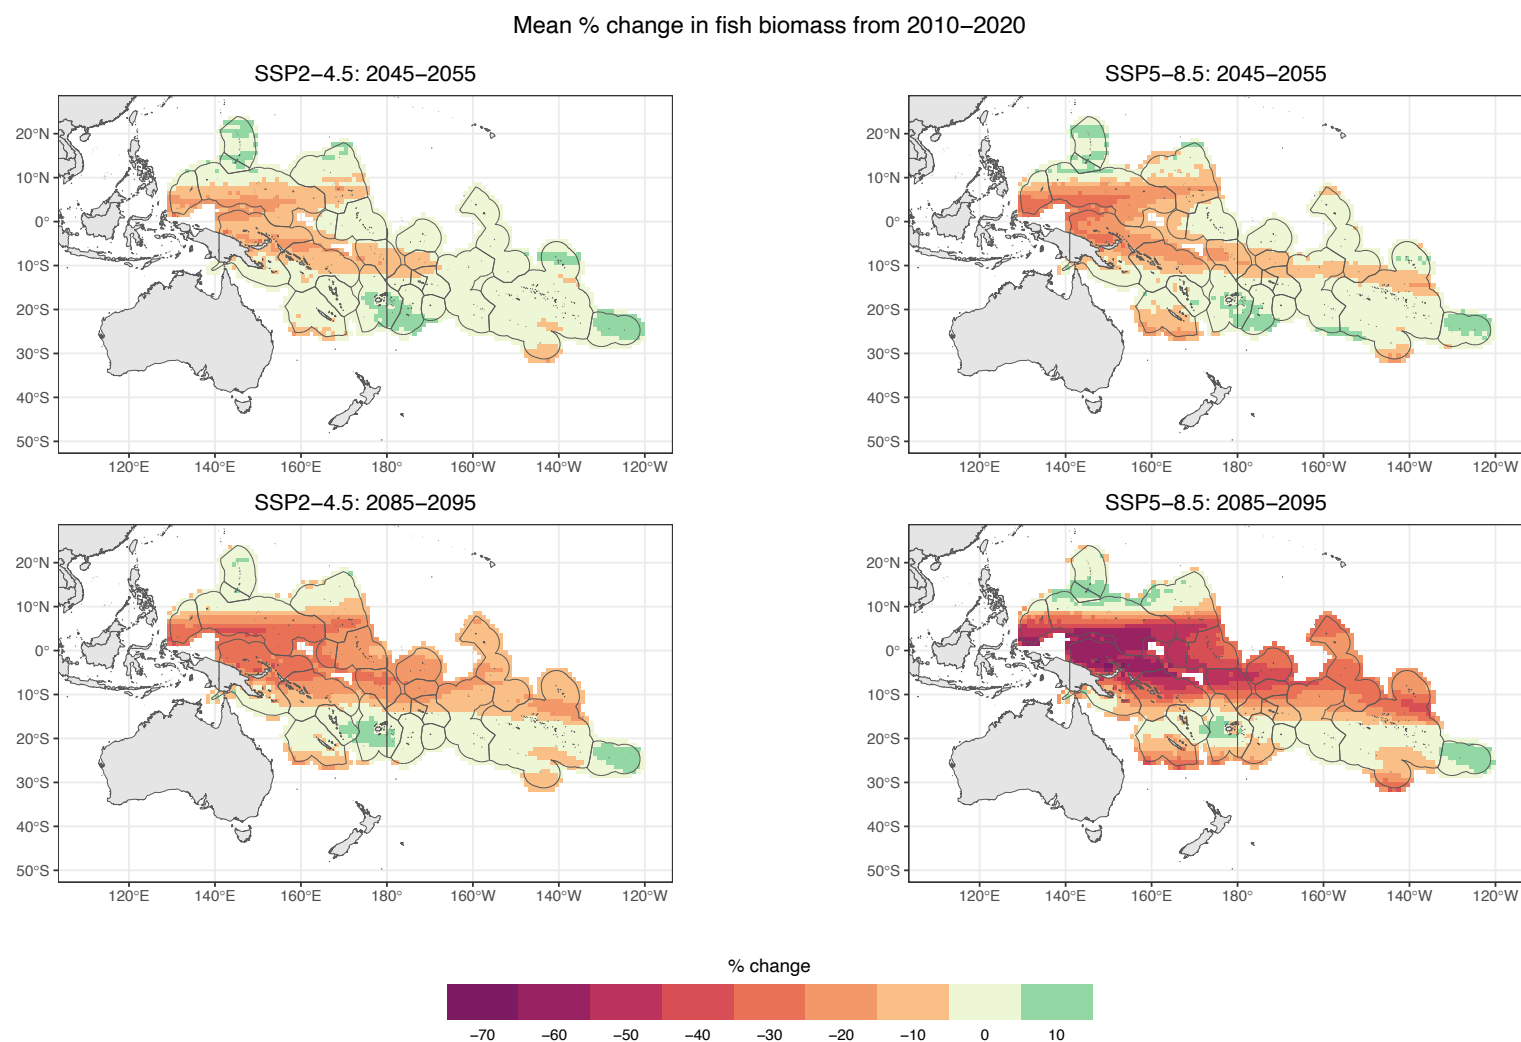 Mean % change in fish biomass from 2010−2020
SSP2−4.5: 2045−2055
SSP5−8.5: 2045−2055
20°N
10°N
0°
10°S
20°S
30°S
40°S
50°S
120°E 140°E 160°E 180° 160°W 140°W 120°W
20°N
10°N
0°
10°S
20°S
30°S
40°S
50°S
120°E 140°E 160°E 180° 160°W 140°W 120°W
SSP2−4.5: 2085−2095
SSP5−8.5: 2085−2095
20°N
10°N
0°
10°S
20°S
30°S
40°S
50°S
120°E 140°E 160°E 180° 160°W 140°W 120°W
20°N
10°N
0°
10°S
20°S
30°S
40°S
50°S
120°E 140°E 160°E 180° 160°W 140°W 120°W
% change
−70 −60 −50 −40 −30 −20 −10 0 10